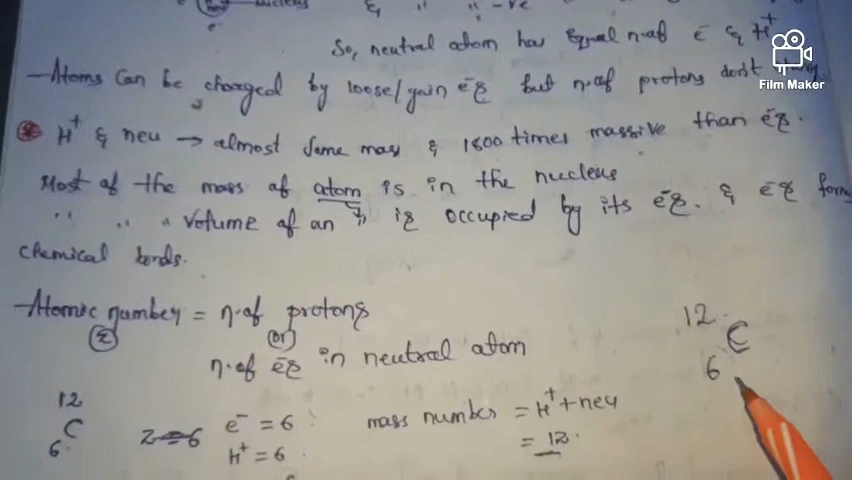 nucleus & " " -ve
e⁻
So, neutral atom has Equal n.of e⁻ & H⁺
Film Maker
- Atoms can be charged by loose/gain e⁻s but n.of protons dont
H⁺ & neu → almost same mass & 1800 times massive than e⁻s.
Most of the mass of atom is in the nucleus
" " " volume of an " is occupied by its e⁻s. & e⁻s form
chemical bonds.
- Atomic number = n.of protons
(Z) (or)
n.of e⁻s in neutral atom
12 C 6
12 C 6 Z = 6 e⁻ = 6 mass number = H⁺ + neu
H⁺ = 6 = 12.